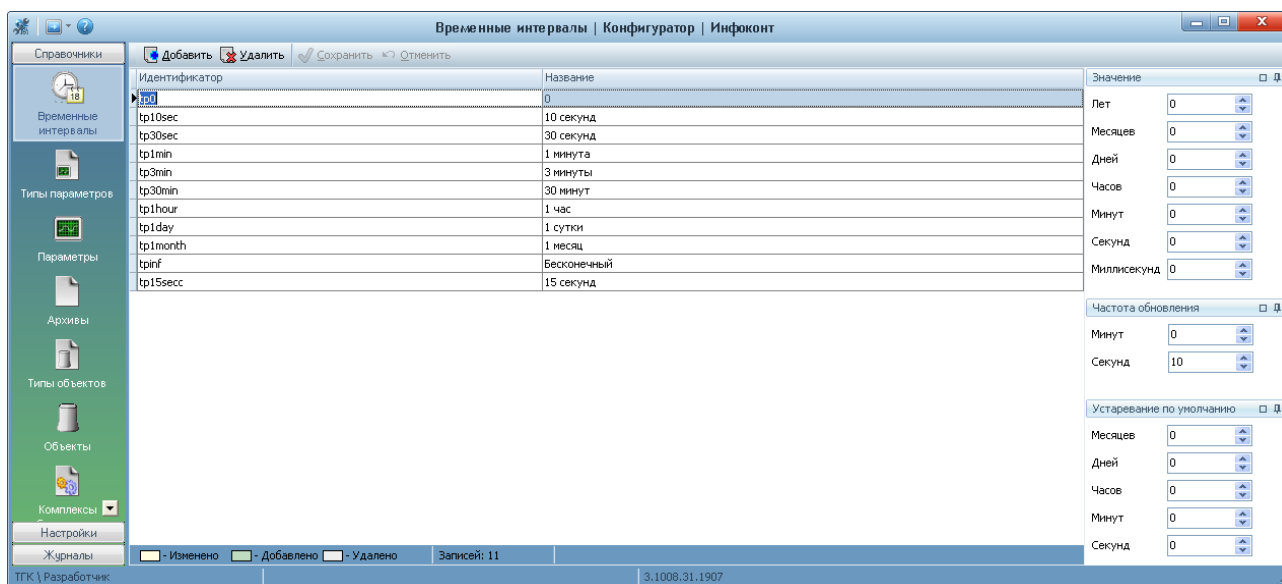 Временные интервалы | Конфигуратор | Инфоконт
Справочники
Добавить Удалить Сохранить Отменить
Временные интервалы
Типы параметров
Параметры
Архивы
Типы объектов
Объекты
Комплексы
Настройки
Журналы
Идентификатор Название
tp0 0
tp10sec 10 секунд
tp30sec 30 секунд
tp1min 1 минута
tp3min 3 минуты
tp30min 30 минут
tp1hour 1 час
tp1day 1 сутки
tp1month 1 месяц
tpinf Бесконечный
tp15secc 15 секунд
Значение
Лет 0
Месяцев 0
Дней 0
Часов 0
Минут 0
Секунд 0
Миллисекунд 0
Частота обновления
Минут 0
Секунд 10
Устаревание по умолчанию
Месяцев 0
Дней 0
Часов 0
Минут 0
Секунд 0
- Изменено - Добавлено - Удалено Записей: 11
ТГК \ Разработчик 3.1008.31.1907